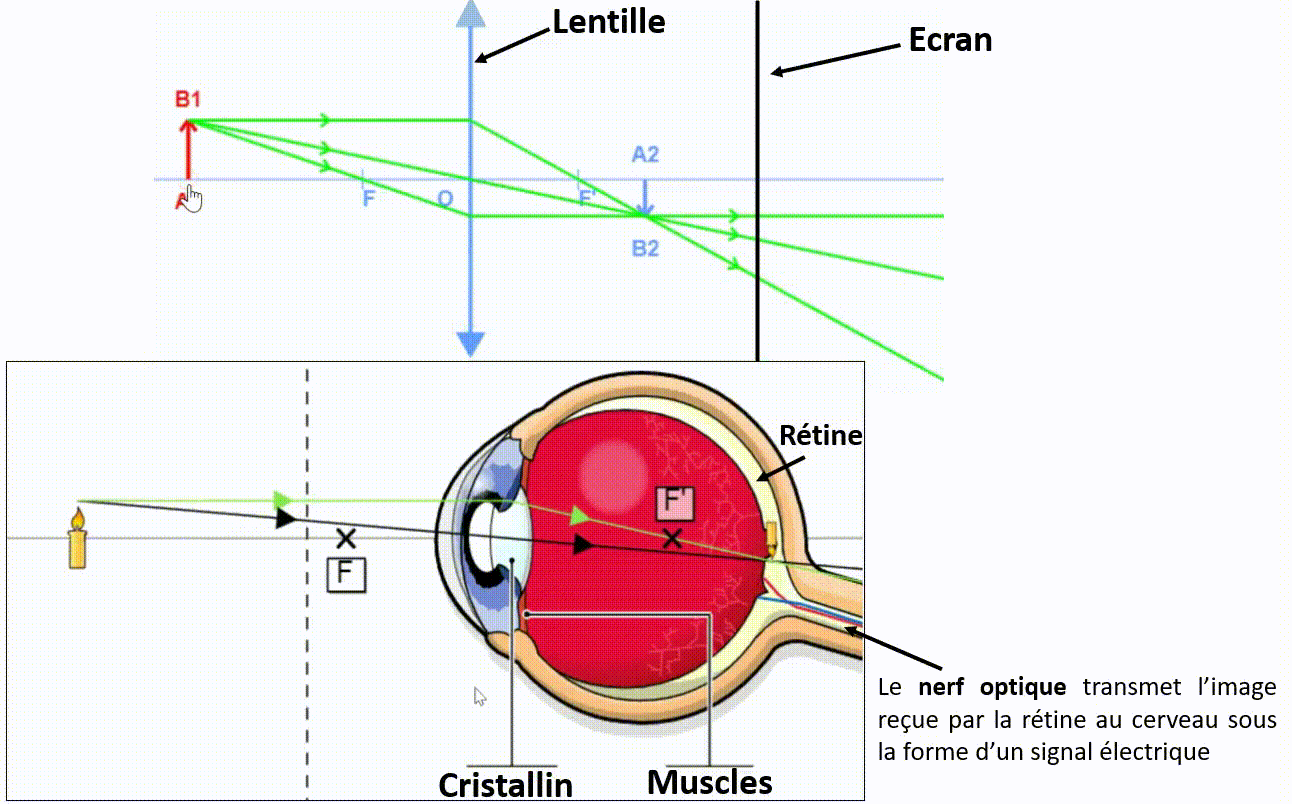 Lentille
Ecran
B1
A2
A
F
O
F'
B2
Rétine
F'
F
Le nerf optique transmet l'image
reçue par la rétine au cerveau sous
la forme d'un signal électrique
Cristallin
Muscles